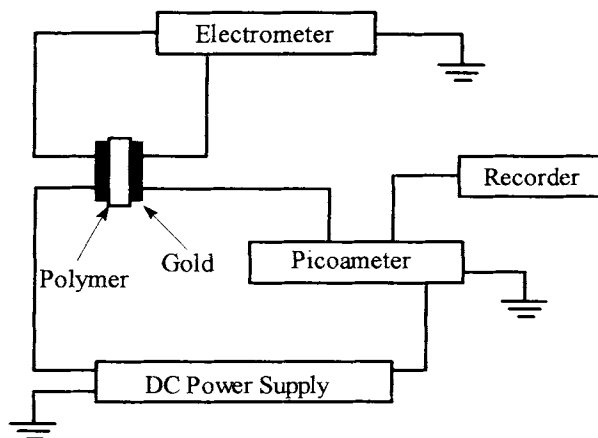 Electrometer
Recorder
Polymer
Gold
Picoameter
DC Power Supply